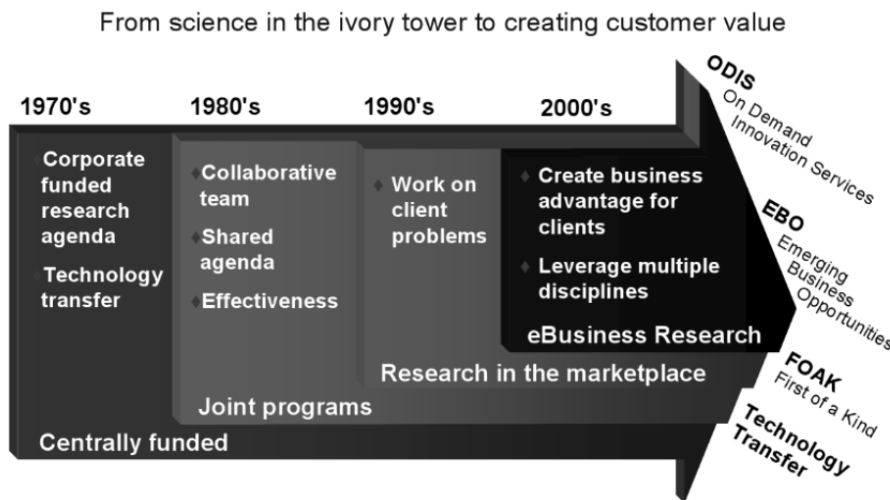 From science in the ivory tower to creating customer value
1970's
1980's
1990's
2000's
Corporate
funded
research
agenda
Technology
transfer
Centrally funded
Collaborative
team
Shared
agenda
Effectiveness
Joint programs
Work on
client
problems
Research in the marketplace
Create business
advantage for
clients
Leverage multiple
disciplines
eBusiness Research
ODIS
On Demand
Innovation Services
EBO
Emerging
Business
Opportunities
FOAK
First of a Kind
Technology
Transfer